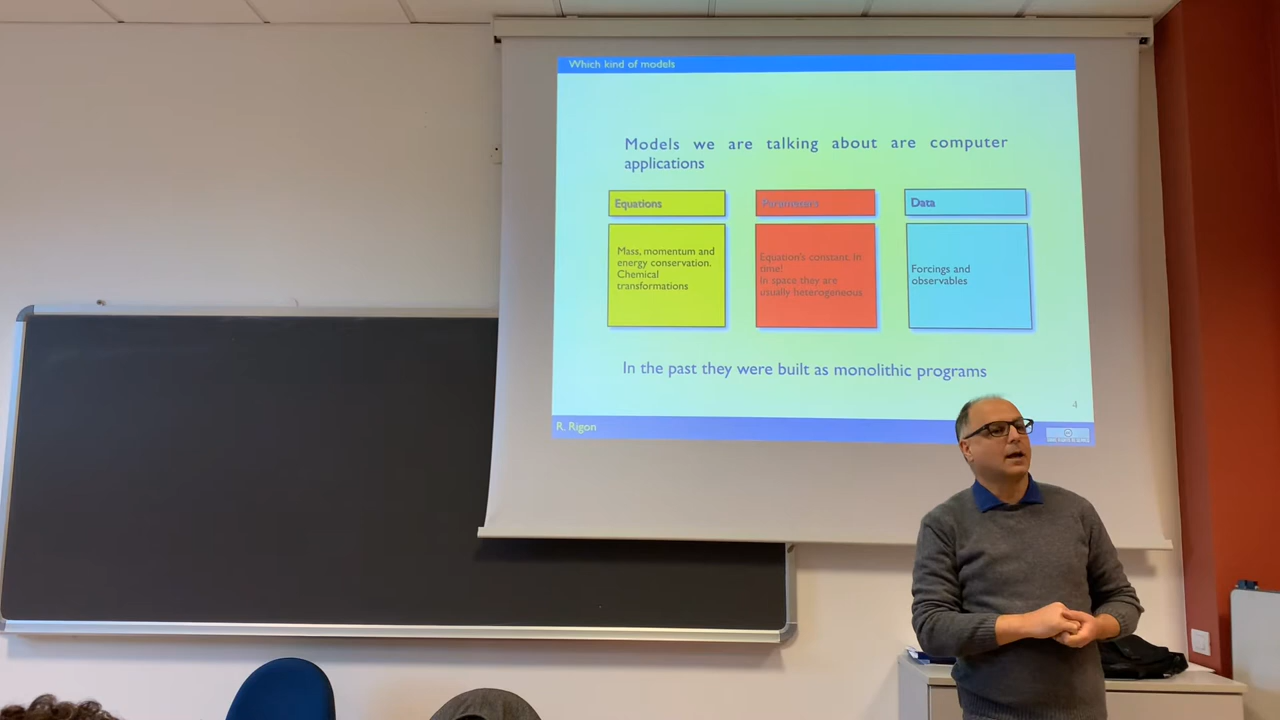 Which kind of models
Models we are talking about are computer
applications
Equations
Parameters
Data
Mass, momentum and
energy conservation.
Chemical
transformations
Equation's constant. In
time!
In space they are
usually heterogeneous
Forcings and
observables
In the past they were built as monolithic programs
4
R. Rigon